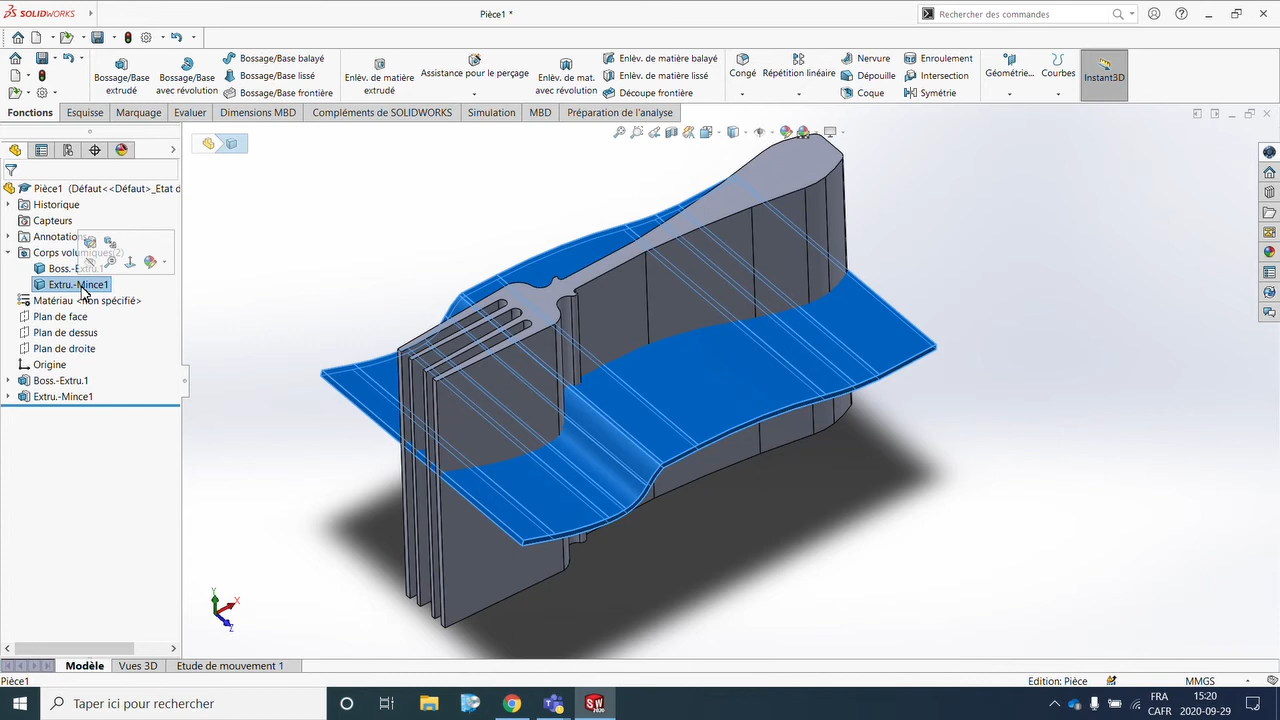 SOLIDWORKS
Pièce1 *
Rechercher des commandes
Bossage/Base extrudé
Bossage/Base avec révolution
Bossage/Base balayé
Bossage/Base lissé
Bossage/Base frontière
Enlèv. de matière extrudé
Assistance pour le perçage
Enlèv. de mat. avec révolution
Enlèv. de matière balayé
Enlèv. de matière lissé
Découpe frontière
Congé
Répétition linéaire
Nervure
Dépouille
Coque
Enroulement
Intersection
Symétrie
Géométrie...
Courbes
Instant3D
Fonctions
Esquisse
Marquage
Evaluer
Dimensions MBD
Compléments de SOLIDWORKS
Simulation
MBD
Préparation de l'analyse
Pièce1 (Défaut<<Défaut>_Etat d
Historique
Capteurs
Annotations
Corps volumiques(2)
Boss.-Extru.1
Extru.-Mince1
Matériau <non spécifié>
Plan de face
Plan de dessus
Plan de droite
Origine
Boss.-Extru.1
Extru.-Mince1
Y
X
Z
Modèle
Vues 3D
Etude de mouvement 1
Pièce1
Edition: Pièce
MMGS
Taper ici pour rechercher
SW
2020
FRA
CAFR
15:20
2020-09-29